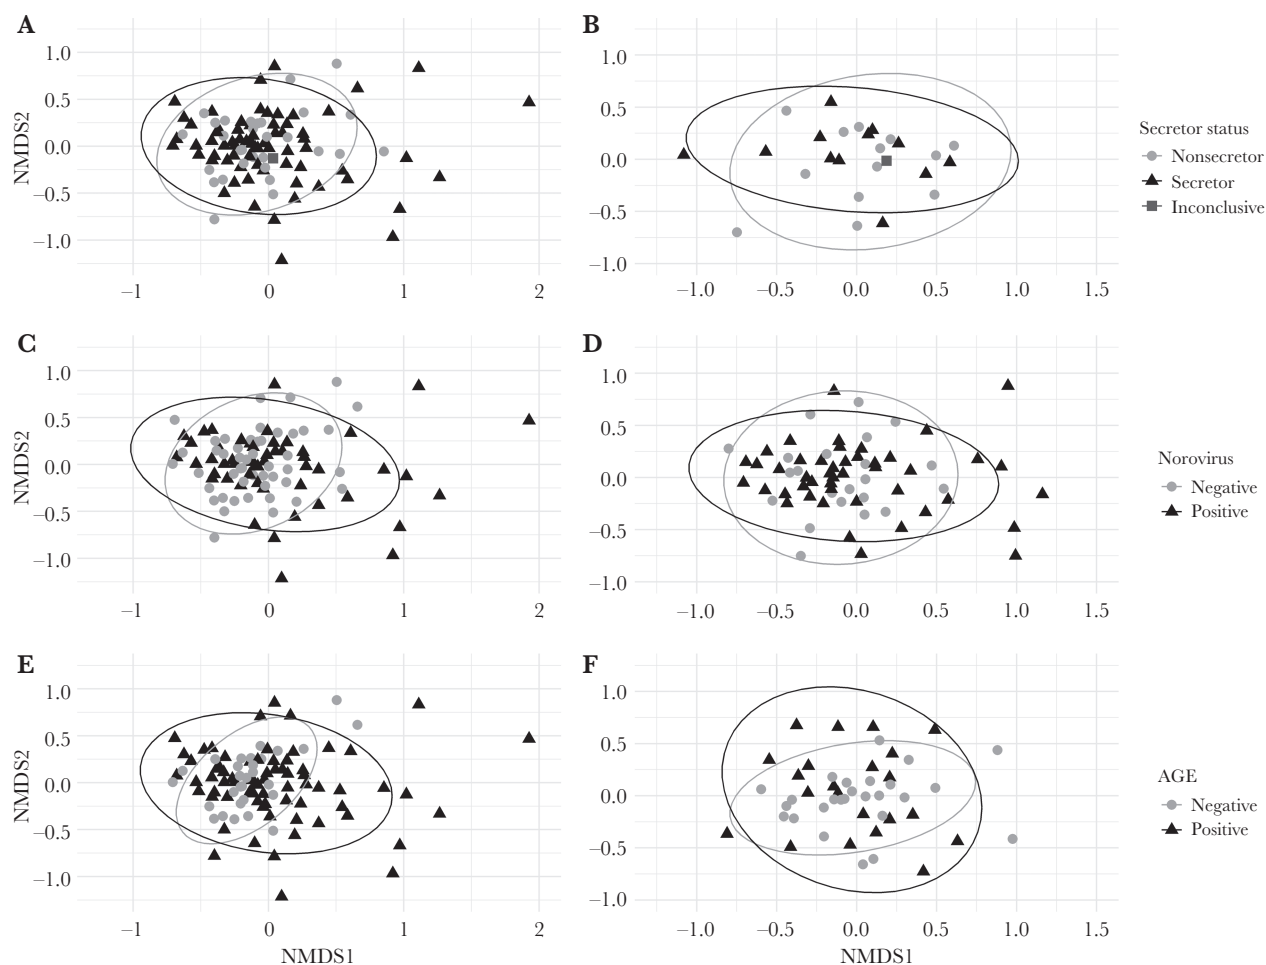 A
B
1.0
0.5
0.0
−0.5
−1.0
NMDS2
−1
0
1
2
1.0
0.5
0.0
−0.5
−1.0
−1.0
−0.5
0.0
0.5
1.0
1.5
Secretor status
Nonsecretor
Secretor
Inconclusive
C
D
1.0
0.5
0.0
−0.5
−1.0
NMDS2
−1
0
1
2
1.0
0.5
0.0
−0.5
−1.0
−1.0
−0.5
0.0
0.5
1.0
1.5
Norovirus
Negative
Positive
E
F
1.0
0.5
0.0
−0.5
−1.0
NMDS2
−1
0
1
2
NMDS1
1.0
0.5
0.0
−0.5
−1.0
−1.0
−0.5
0.0
0.5
1.0
1.5
NMDS1
AGE
Negative
Positive